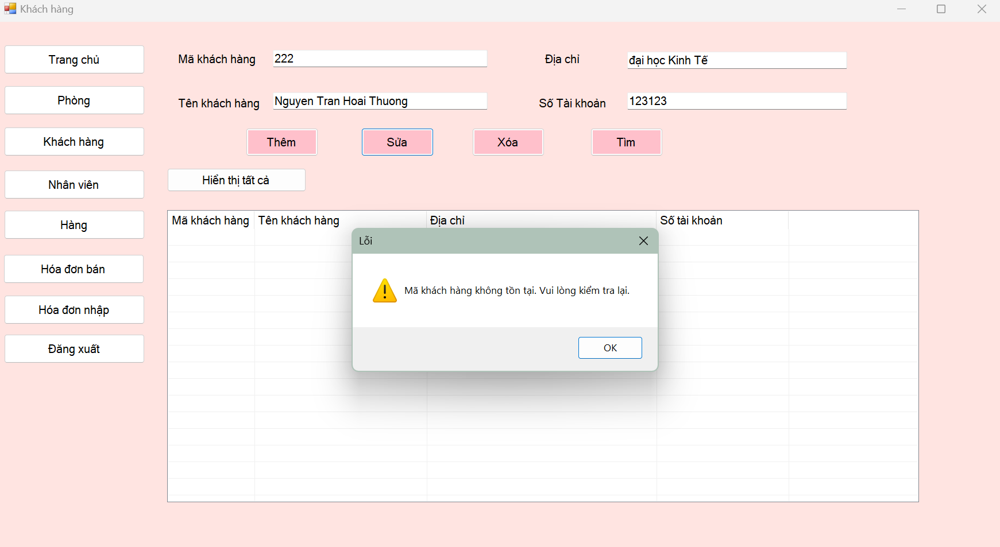 Khách hàng
Trang chủ
Phòng
Khách hàng
Nhân viên
Hàng
Hóa đơn bán
Hóa đơn nhập
Đăng xuất
Mã khách hàng 222
Địa chỉ đại học Kinh Tế
Tên khách hàng Nguyen Tran Hoai Thuong
Số Tài khoản 123123
Thêm Sửa Xóa Tìm
Hiển thị tất cả
Mã khách hàng Tên khách hàng Địa chỉ Số tài khoản
Lỗi
Mã khách hàng không tồn tại. Vui lòng kiểm tra lại.
OK